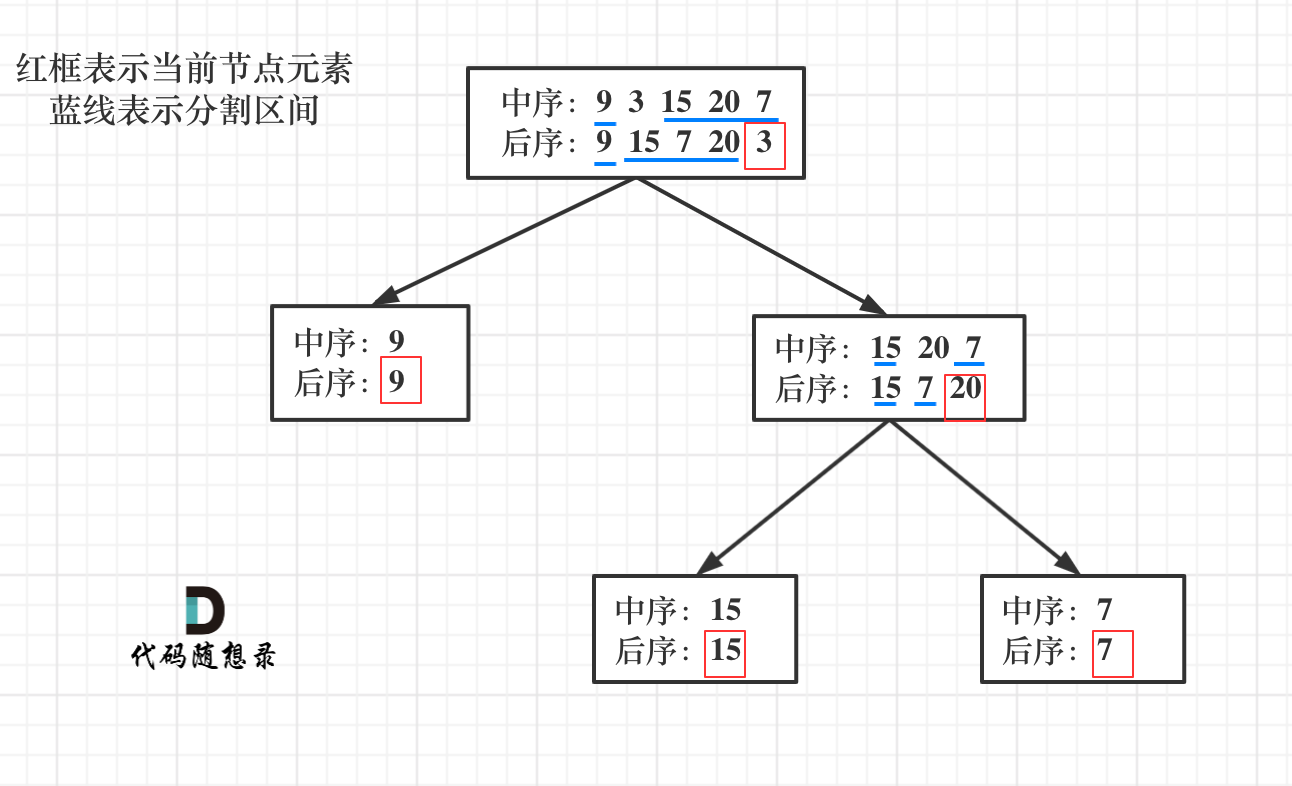 红框表示当前节点元素
蓝线表示分割区间
中序：9 3 15 20 7
后序：9 15 7 20 3
中序：9
后序：9
中序：15 20 7
后序：15 7 20
中序：15
后序：15
中序：7
后序：7
代码随想录